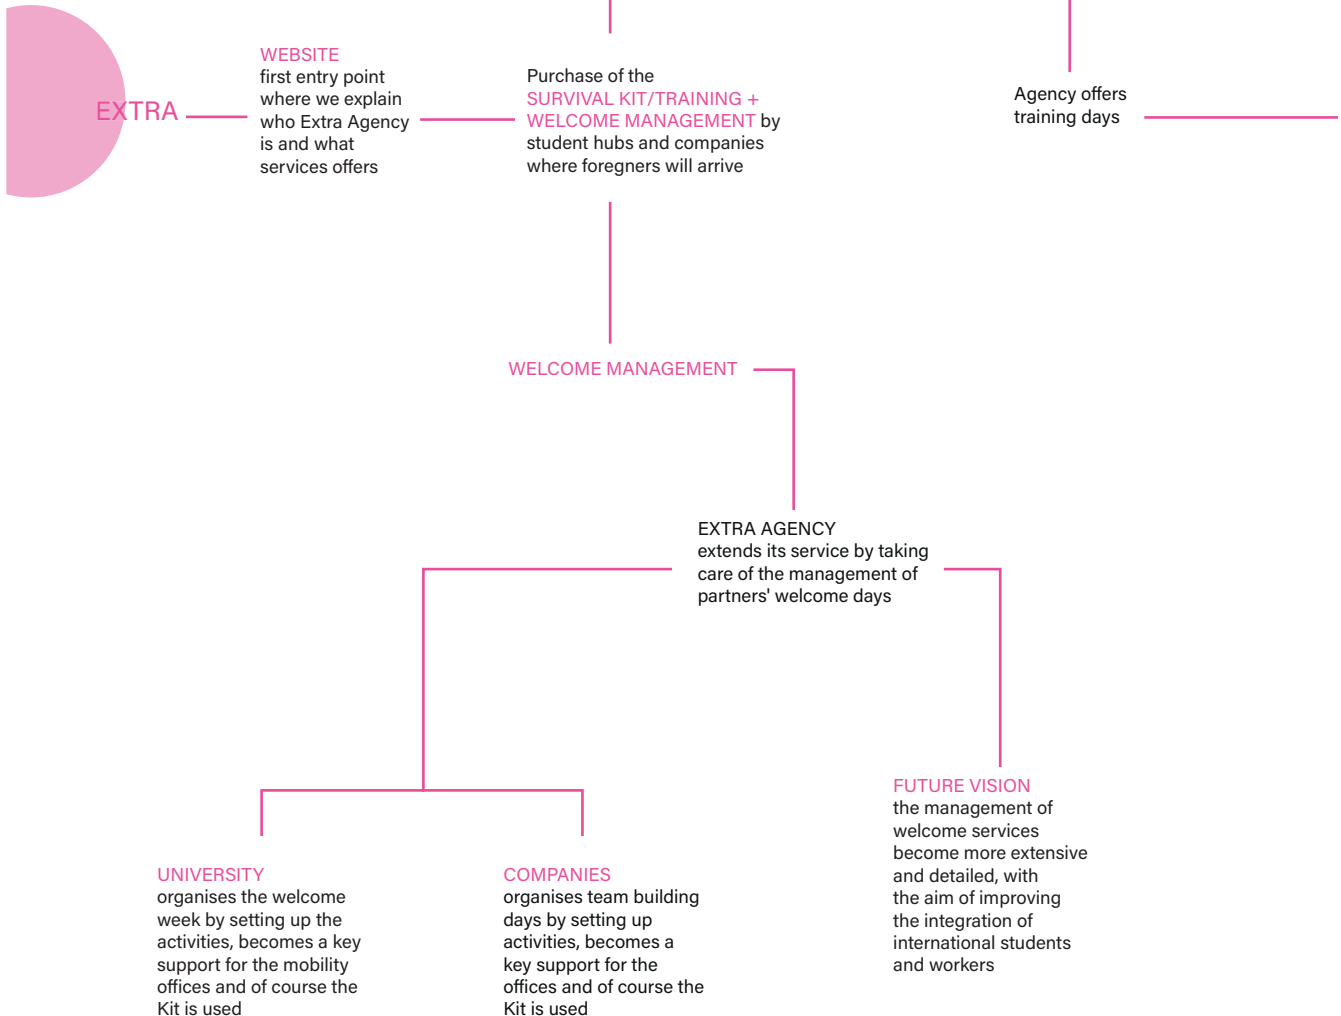 EXTRA
WEBSITE
first entry point
where we explain
who Extra Agency
is and what
services offers
Purchase of the
SURVIVAL KIT/TRAINING +
WELCOME MANAGEMENT by
student hubs and companies
where foregners will arrive
Agency offers
training days
WELCOME MANAGEMENT
EXTRA AGENCY
extends its service by taking
care of the management of
partners' welcome days
UNIVERSITY
organises the welcome
week by setting up the
activities, becomes a key
support for the mobility
offices and of course the
Kit is used
COMPANIES
organises team building
days by setting up
activities, becomes a
key support for the
offices and of course the
Kit is used
FUTURE VISION
the management of
welcome services
become more extensive
and detailed, with
the aim of improving
the integration of
international students
and workers